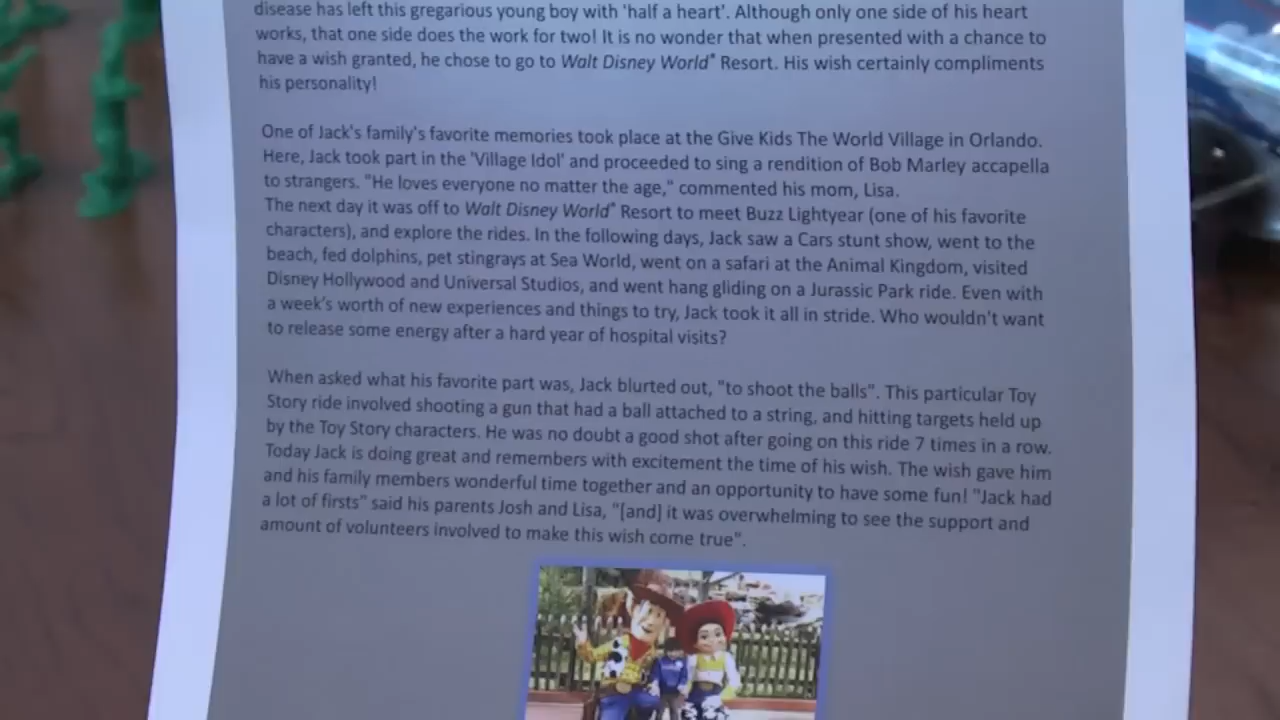 disease has left this gregarious young boy with 'half a heart'. Although only one side of his heart
works, that one side does the work for two! It is no wonder that when presented with a chance to
have a wish granted, he chose to go to Walt Disney World® Resort. His wish certainly compliments
his personality!
One of Jack's family's favorite memories took place at the Give Kids The World Village in Orlando.
Here, Jack took part in the 'Village Idol' and proceeded to sing a rendition of Bob Marley accapella
to strangers. "He loves everyone no matter the age," commented his mom, Lisa.
The next day it was off to Walt Disney World® Resort to meet Buzz Lightyear (one of his favorite
characters), and explore the rides. In the following days, Jack saw a Cars stunt show, went to the
beach, fed dolphins, pet stingrays at Sea World, went on a safari at the Animal Kingdom, visited
Disney Hollywood and Universal Studios, and went hang gliding on a Jurassic Park ride. Even with
a week's worth of new experiences and things to try, Jack took it all in stride. Who wouldn't want
to release some energy after a hard year of hospital visits?
When asked what his favorite part was, Jack blurted out, "to shoot the balls". This particular Toy
Story ride involved shooting a gun that had a ball attached to a string, and hitting targets held up
by the Toy Story characters. He was no doubt a good shot after going on this ride 7 times in a row.
Today Jack is doing great and remembers with excitement the time of his wish. The wish gave him
and his family members wonderful time together and an opportunity to have some fun! "Jack had
a lot of firsts" said his parents Josh and Lisa, "[and] it was overwhelming to see the support and
amount of volunteers involved to make this wish come true".